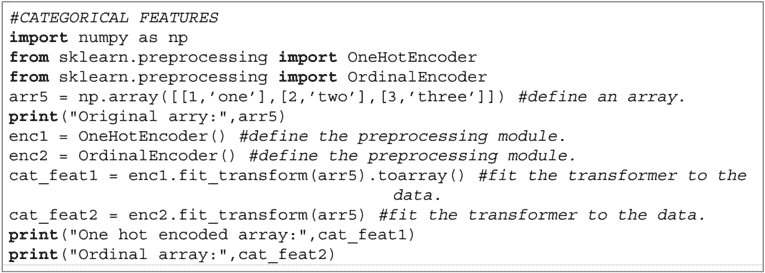 #CATEGORICAL FEATURES
import numpy as np
from sklearn.preprocessing import OneHotEncoder
from sklearn.preprocessing import OrdinalEncoder
arr5 = np.array([[1,’one’],[2,’two’],[3,’three’]]) #define an array.
print("Original arry:",arr5)
enc1 = OneHotEncoder() #define the preprocessing module.
enc2 = OrdinalEncoder() #define the preprocessing module.
cat_feat1 = enc1.fit_transform(arr5).toarray() #fit the transformer to the
data.
cat_feat2 = enc2.fit_transform(arr5) #fit the transformer to the data.
print("One hot encoded array:",cat_feat1)
print("Ordinal array:",cat_feat2)